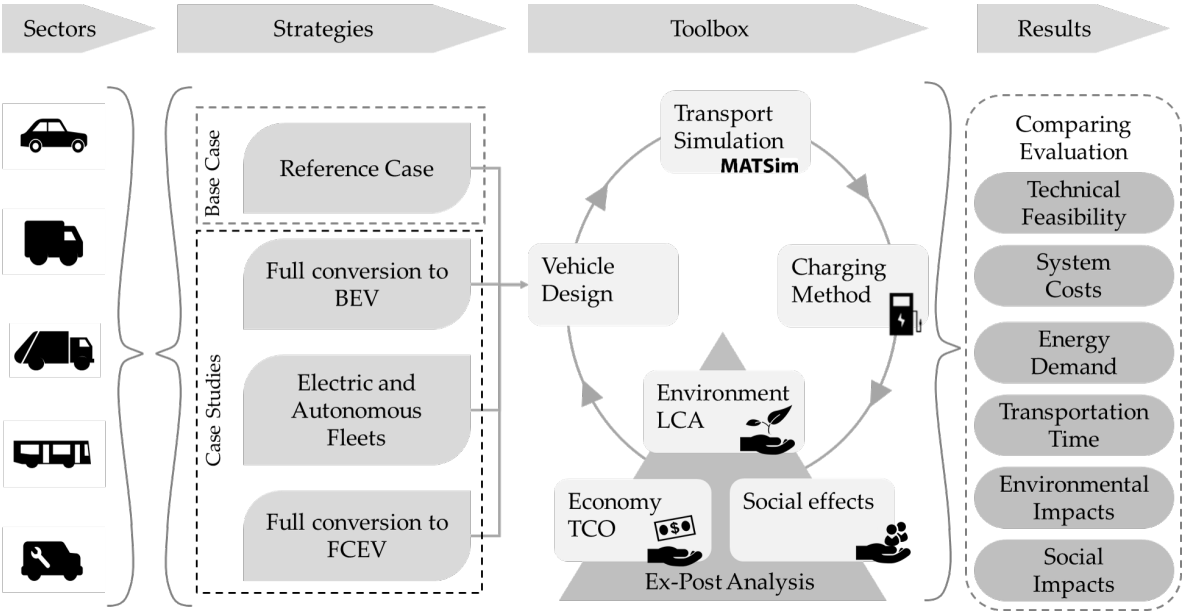 Sectors
Strategies
Toolbox
Results
Base Case
Reference Case
Case Studies
Full conversion to
BEV
Electric and
Autonomous
Fleets
Full conversion to
FCEV
Transport
Simulation
MATSim
Vehicle
Design
Charging
Method
Environment
LCA
Economy
TCO
$
Social effects
Ex-Post Analysis
Comparing
Evaluation
Technical
Feasibility
System
Costs
Energy
Demand
Transportation
Time
Environmental
Impacts
Social
Impacts